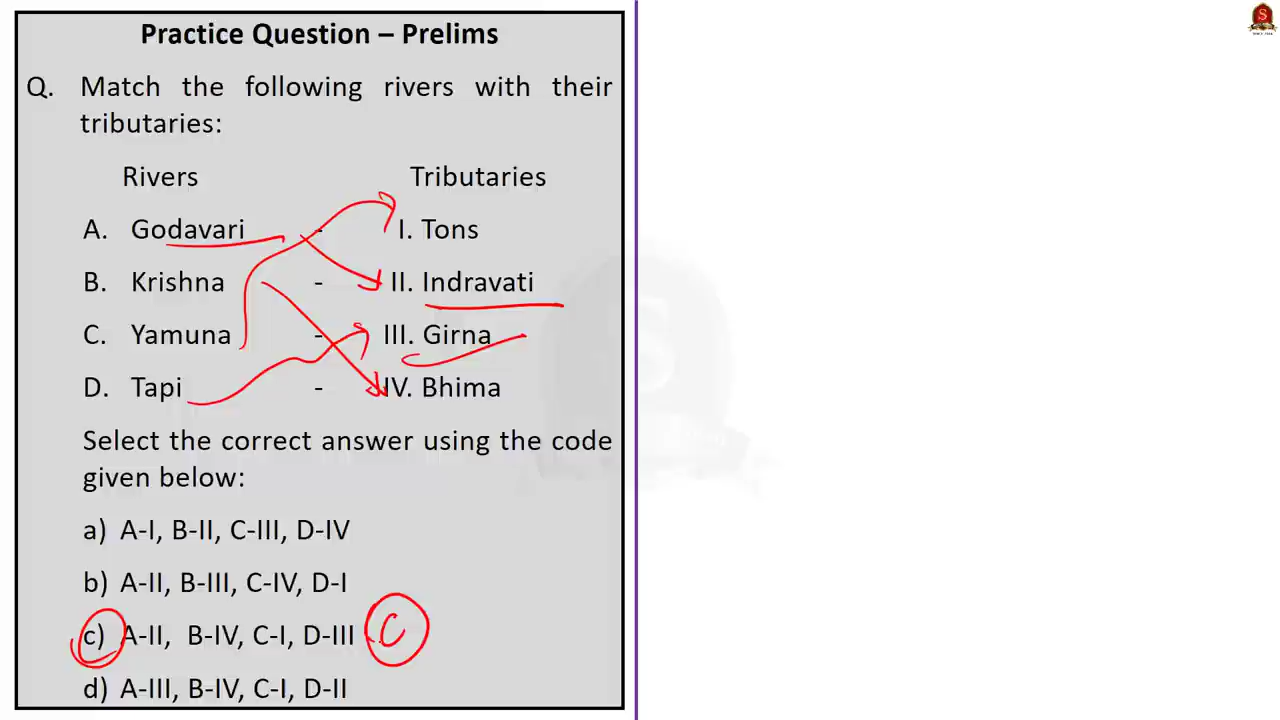 Practice Question – Prelims
Q. Match the following rivers with their
tributaries:
Rivers Tributaries
A. Godavari - I. Tons
B. Krishna - II. Indravati
C. Yamuna - III. Girna
D. Tapi - IV. Bhima
Select the correct answer using the code
given below:
a) A-I, B-II, C-III, D-IV
b) A-II, B-III, C-IV, D-I
c) A-II, B-IV, C-I, D-III C
d) A-III, B-IV, C-I, D-II